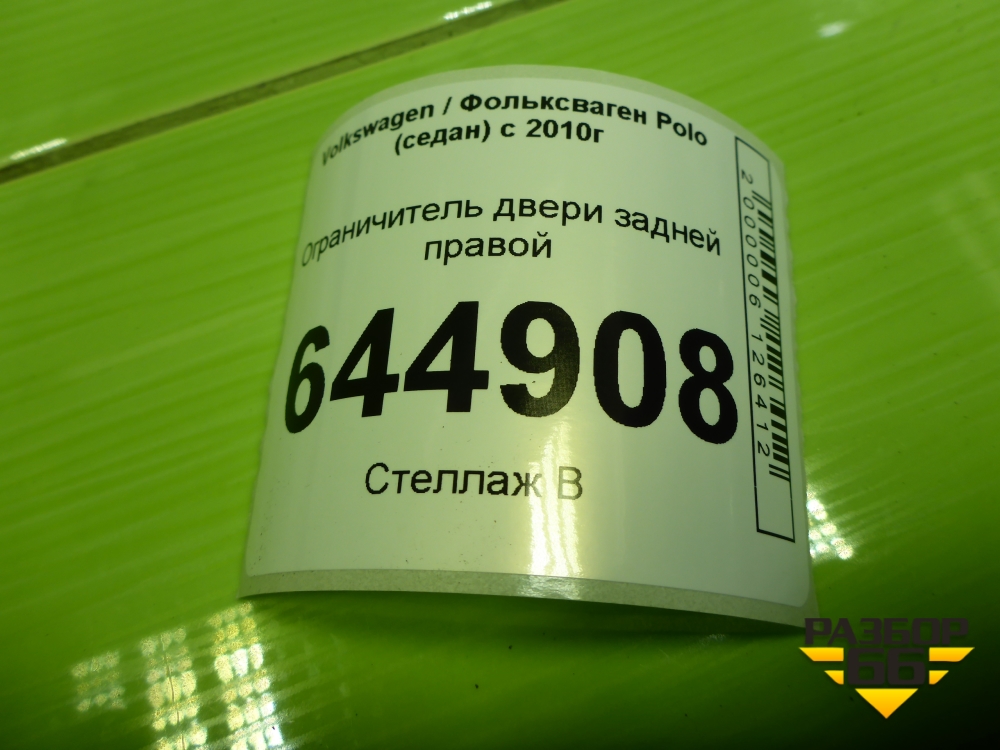 Volkswagen / Фольксваген Polo
(седан) с 2010г
Ограничитель двери задней
правой
644908
Стеллаж B
2000006126412
РАЗБОР
66